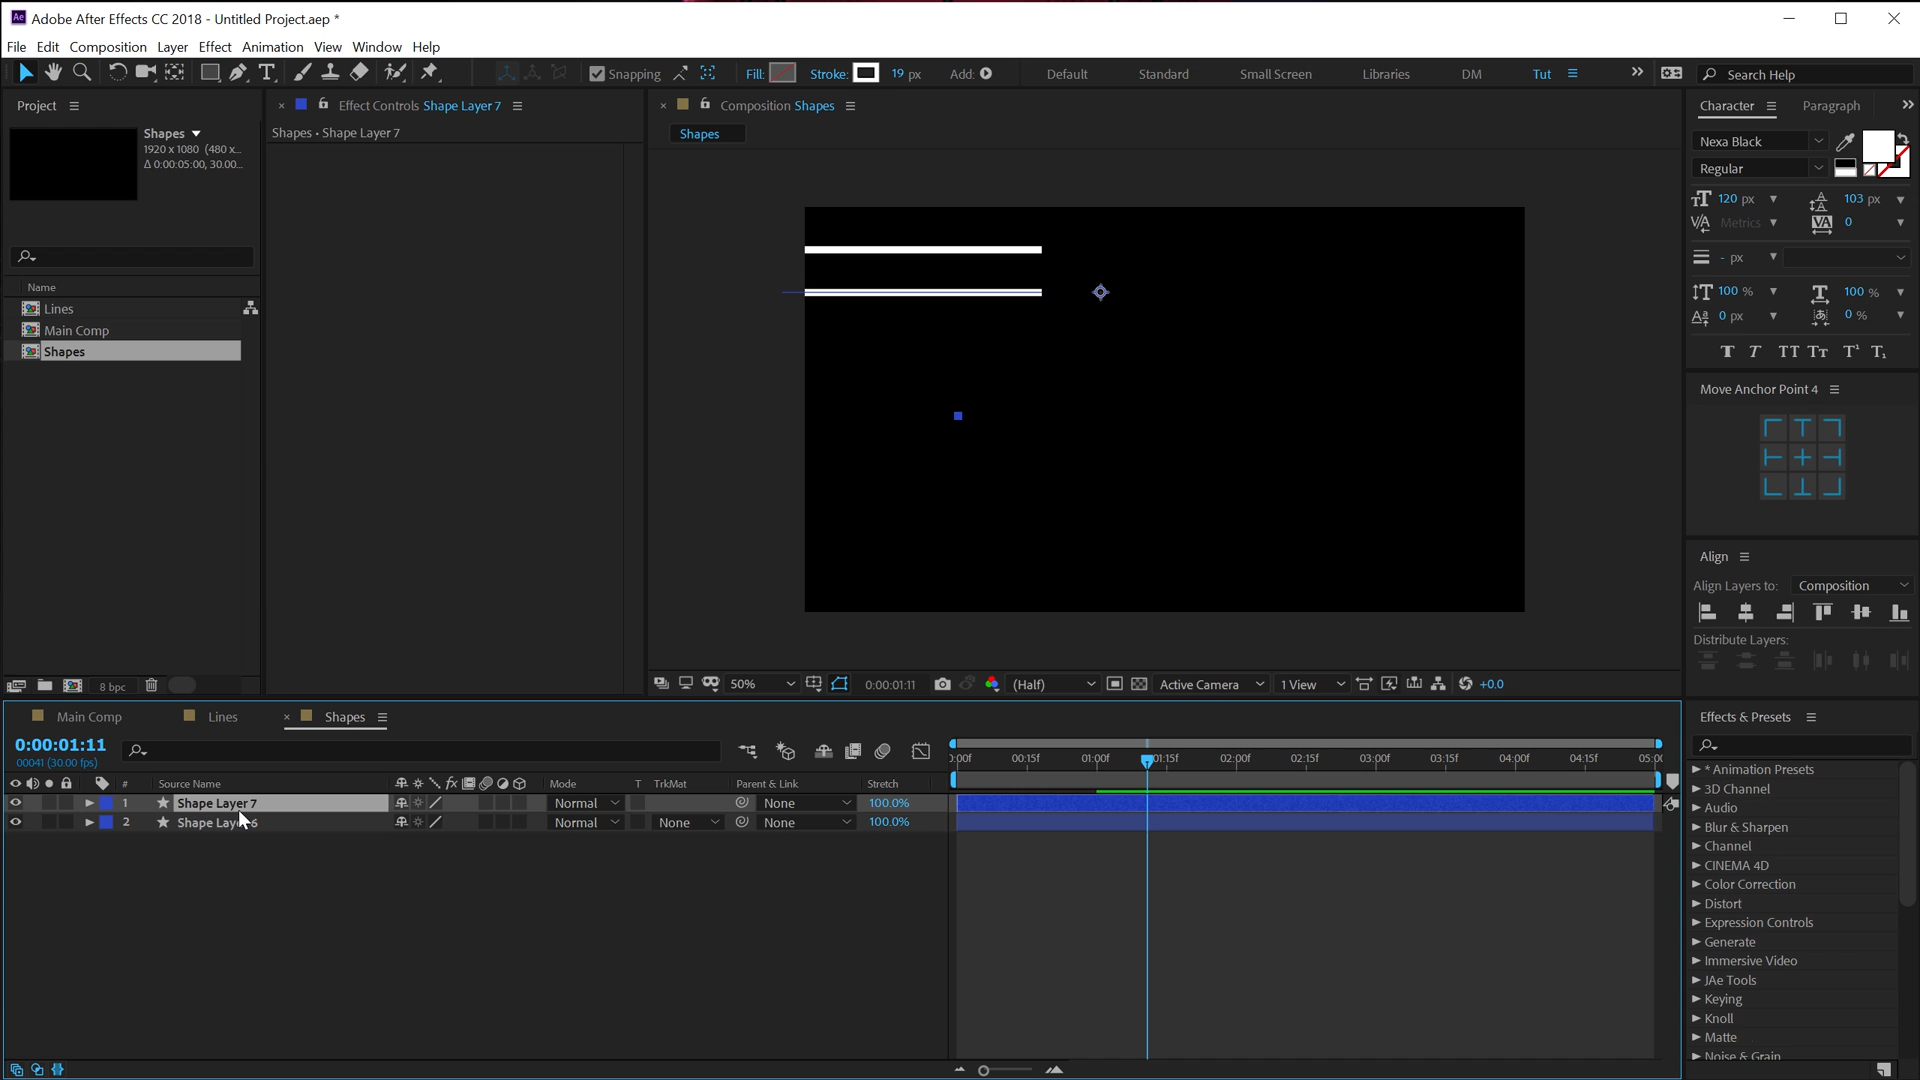 Adobe After Effects CC 2018 - Untitled Project.aep *
File Edit Composition Layer Effect Animation View Window Help
Snapping Fill: Stroke: 19 px Add: Default Standard Small Screen Libraries DM Tut Search Help
Project
Effect Controls Shape Layer 7
Composition Shapes
Character Paragraph
Shapes
1920 x 1080 (480 x...
Δ 0:00:05:00, 30.00...
Shapes • Shape Layer 7
Shapes
Nexa Black
Regular
120 px 103 px
Metrics 0
- px
100 % 100 %
0 px 0 %
T T TT Tt T¹ T₁
Name
Lines
Main Comp
Shapes
Move Anchor Point 4
Align
Align Layers to: Composition
Distribute Layers:
8 bpc
50% 0:00:01:11 (Half) Active Camera 1 View +0.0
Main Comp Lines Shapes
Effects & Presets
0:00:01:11
00041 (30.00 fps)
00:15f 01:00f 01:15f 02:00f 02:15f 03:00f 03:15f 04:00f 04:15f
# Source Name fx Mode T TrkMat Parent & Link Stretch
1 Shape Layer 7 Normal None 100.0%
2 Normal None None 100.0%
* Animation Presets
3D Channel
Audio
Blur & Sharpen
Channel
CINEMA 4D
Color Correction
Distort
Expression Controls
Generate
Immersive Video
JAe Tools
Keying
Knoll
Matte
Noise & Grain